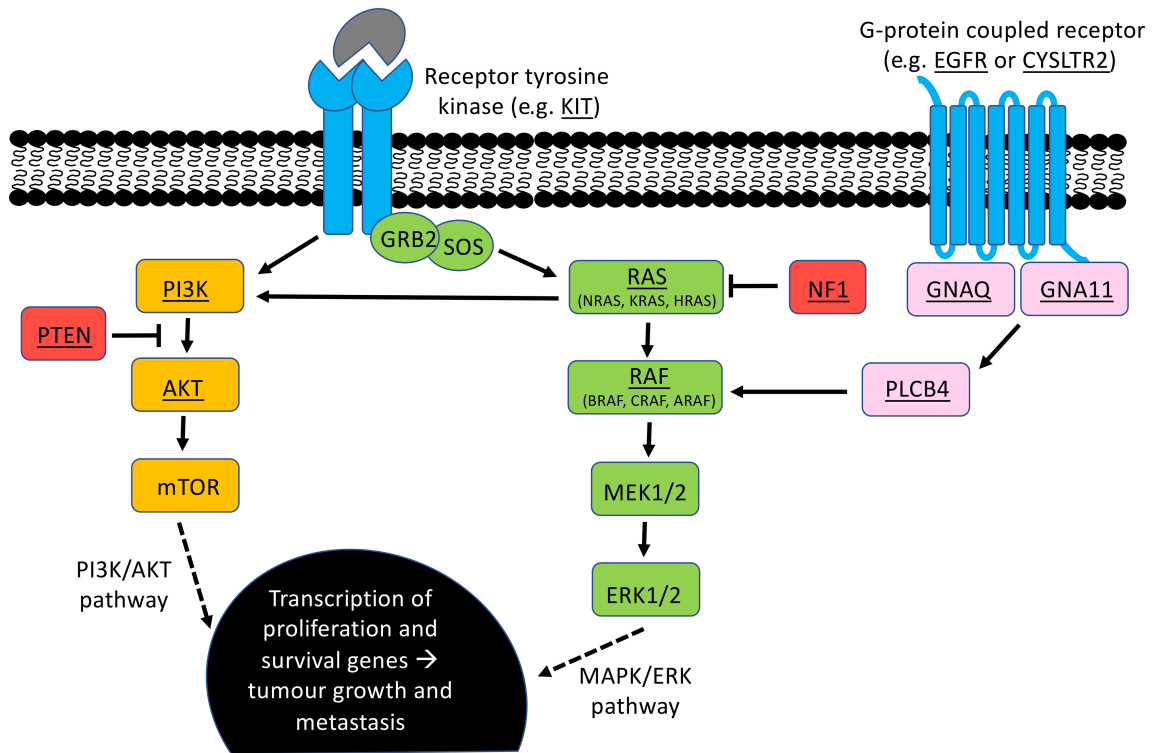 G-protein coupled receptor
(e.g. EGFR or CYSLTR2)
Receptor tyrosine
kinase (e.g. KIT)
GRB2
SOS
PI3K
RAS
(NRAS, KRAS, HRAS)
NF1
GNAQ
GNA11
PTEN
AKT
RAF
(BRAF, CRAF, ARAF)
PLCB4
mTOR
MEK1/2
PI3K/AKT
pathway
ERK1/2
Transcription of
proliferation and
survival genes →
tumour growth and
metastasis
MAPK/ERK
pathway